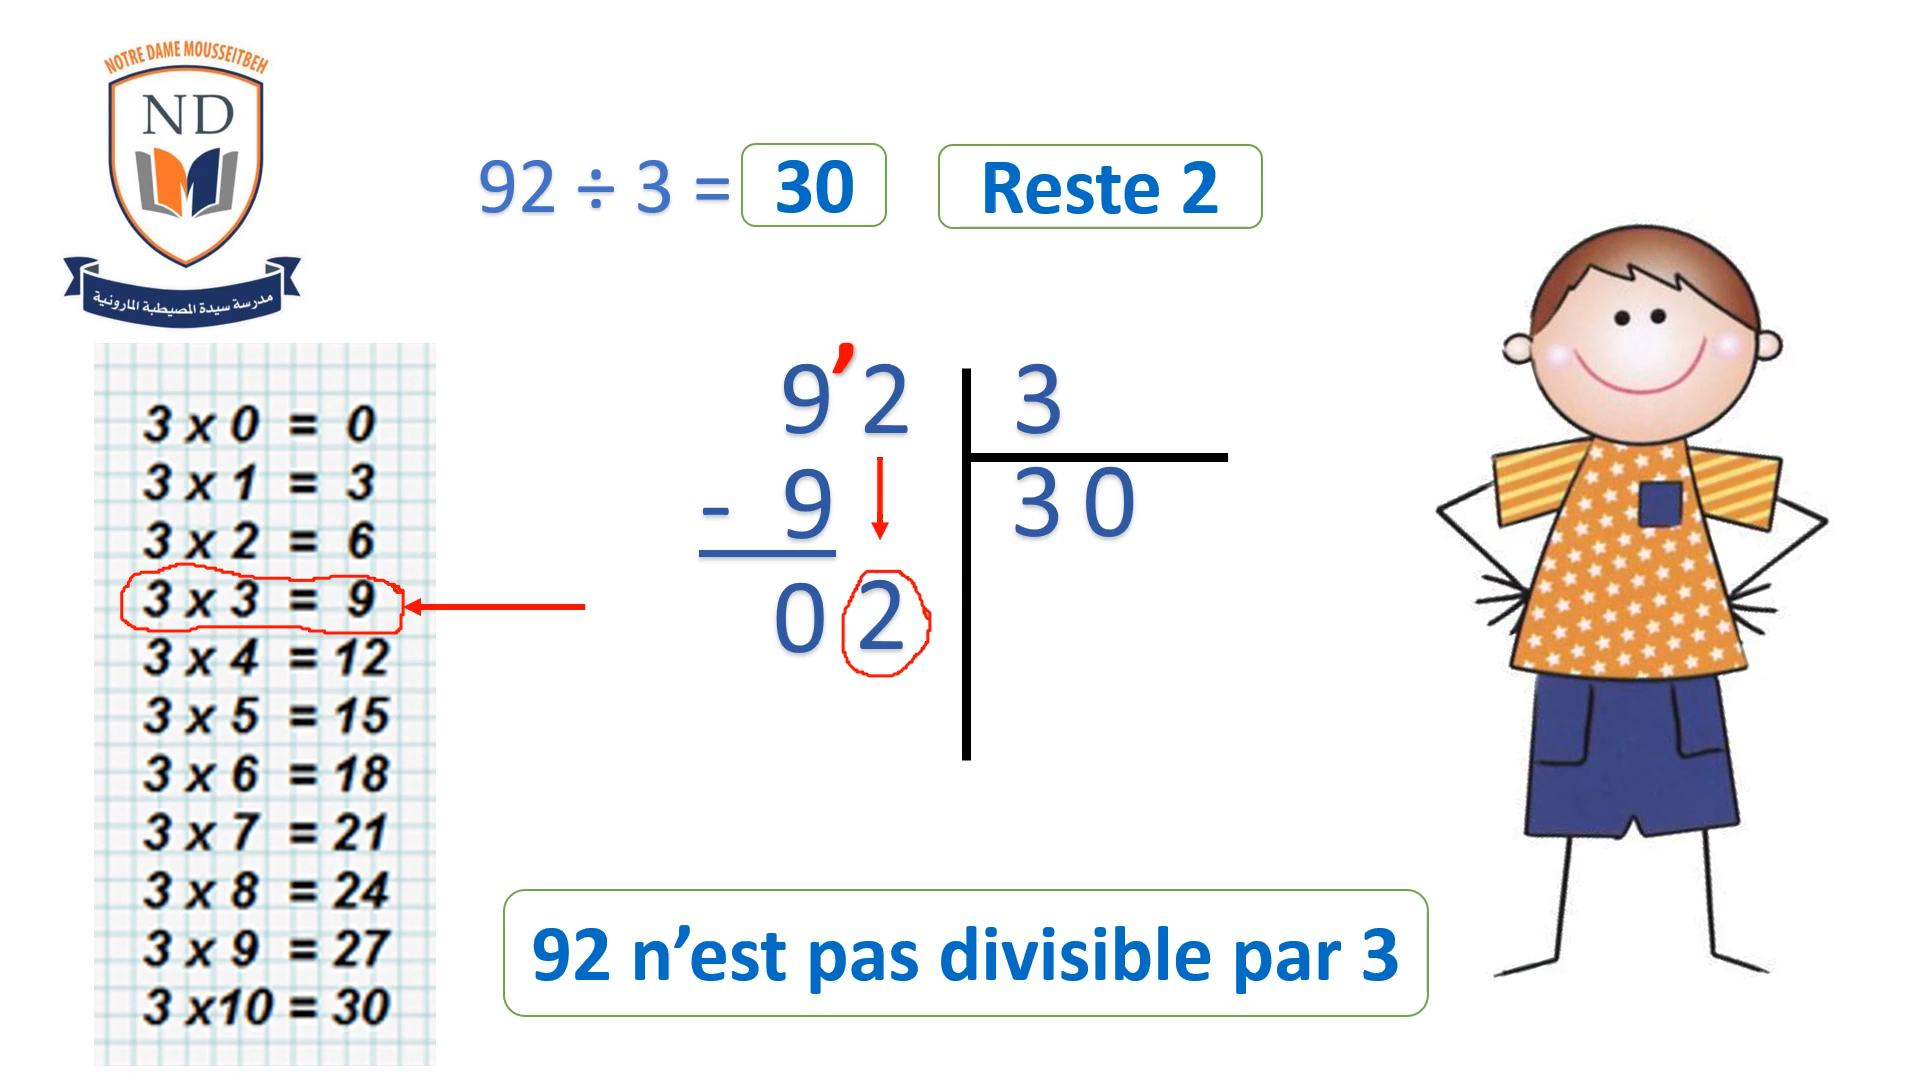 NOTRE DAME MOUSSEITBEH
ND
مدرسة سيدة المصيطبة المارونية
92 ÷ 3 = 30 Reste 2
3 x 0 = 0
3 x 1 = 3
3 x 2 = 6
3 x 3 = 9
3 x 4 = 12
3 x 5 = 15
3 x 6 = 18
3 x 7 = 21
3 x 8 = 24
3 x 9 = 27
3 x10 = 30
9’2 3
- 9 30
02
92 n’est pas divisible par 3